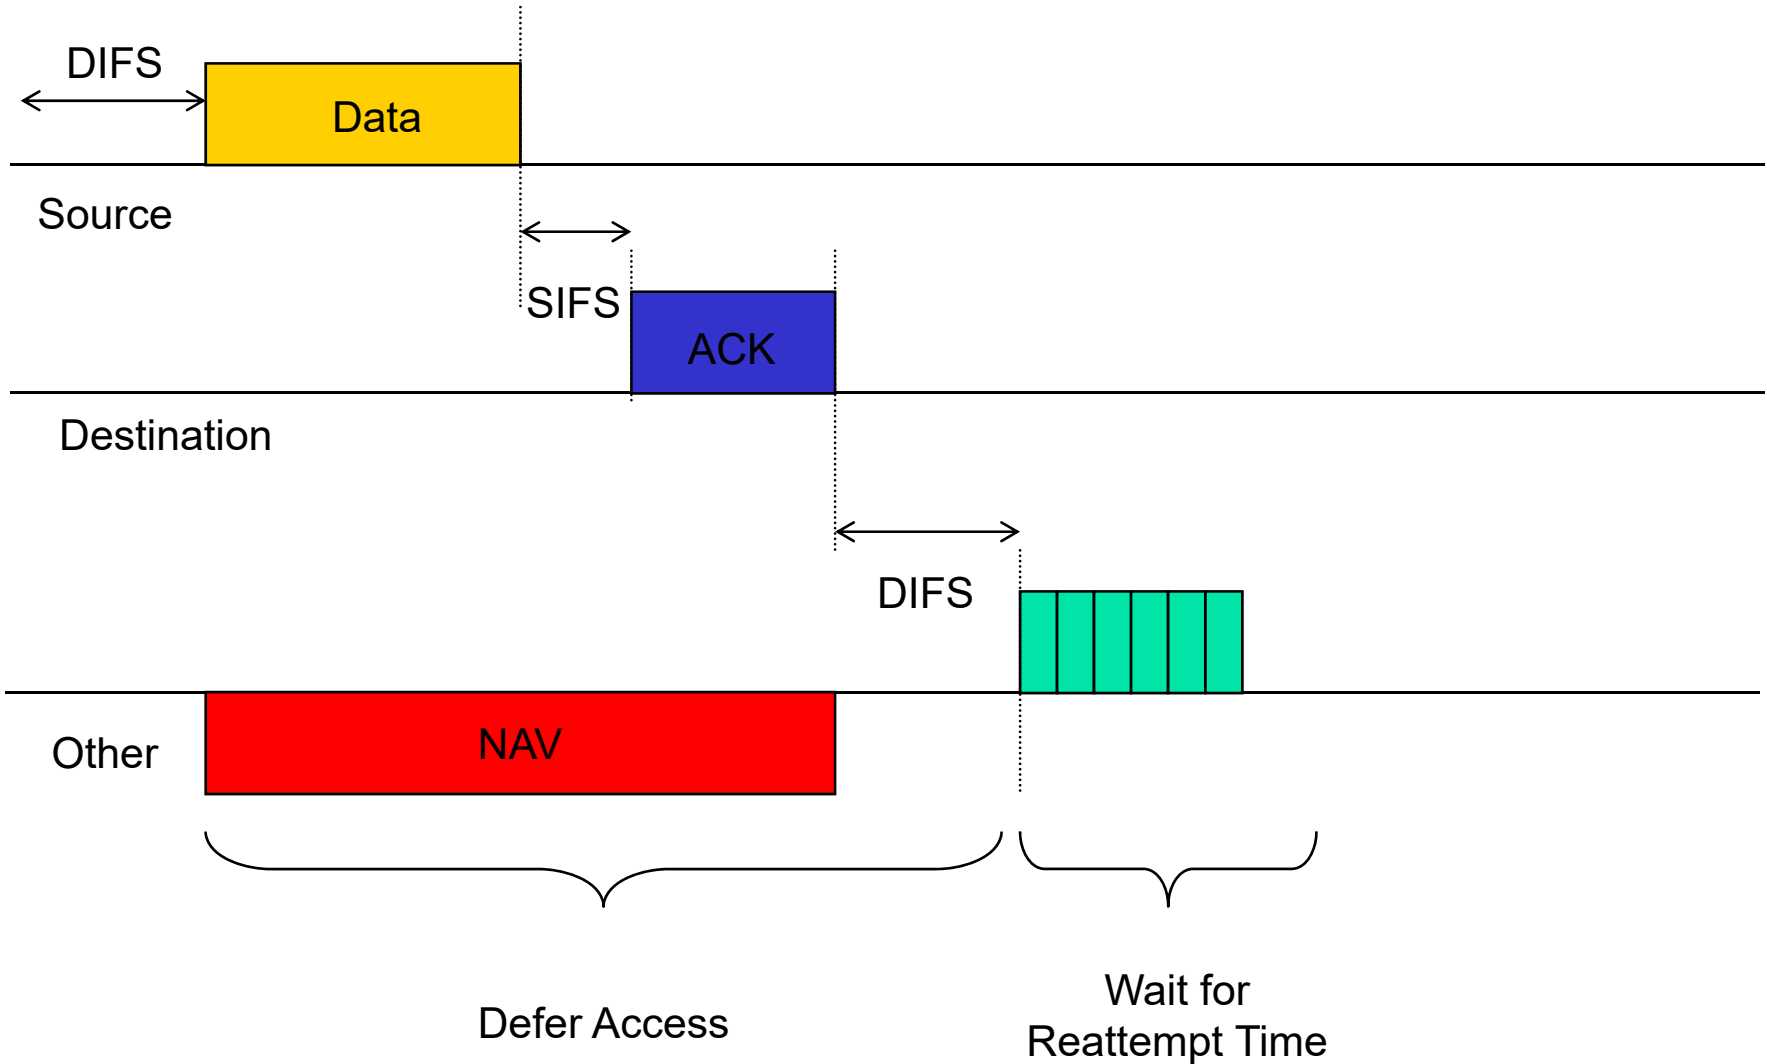 DIFS
Data
Source
SIFS
ACK
Destination
DIFS
NAV
Other
Defer Access
Wait for
Reattempt Time